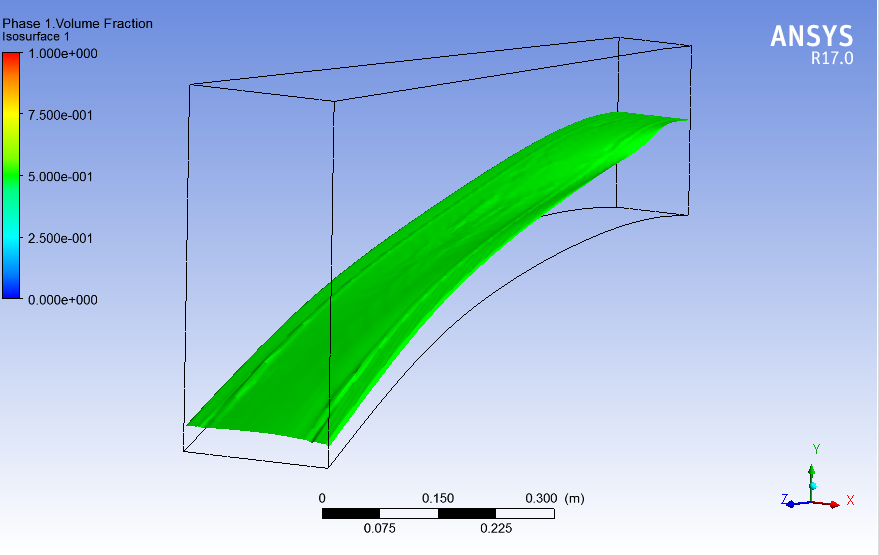 Phase 1.Volume Fraction
Isosurface 1
1.000e+000
7.500e-001
5.000e-001
2.500e-001
0.000e+000
ANSYS
R17.0
0 0.150 0.300 (m)
0.075 0.225
Y
Z X